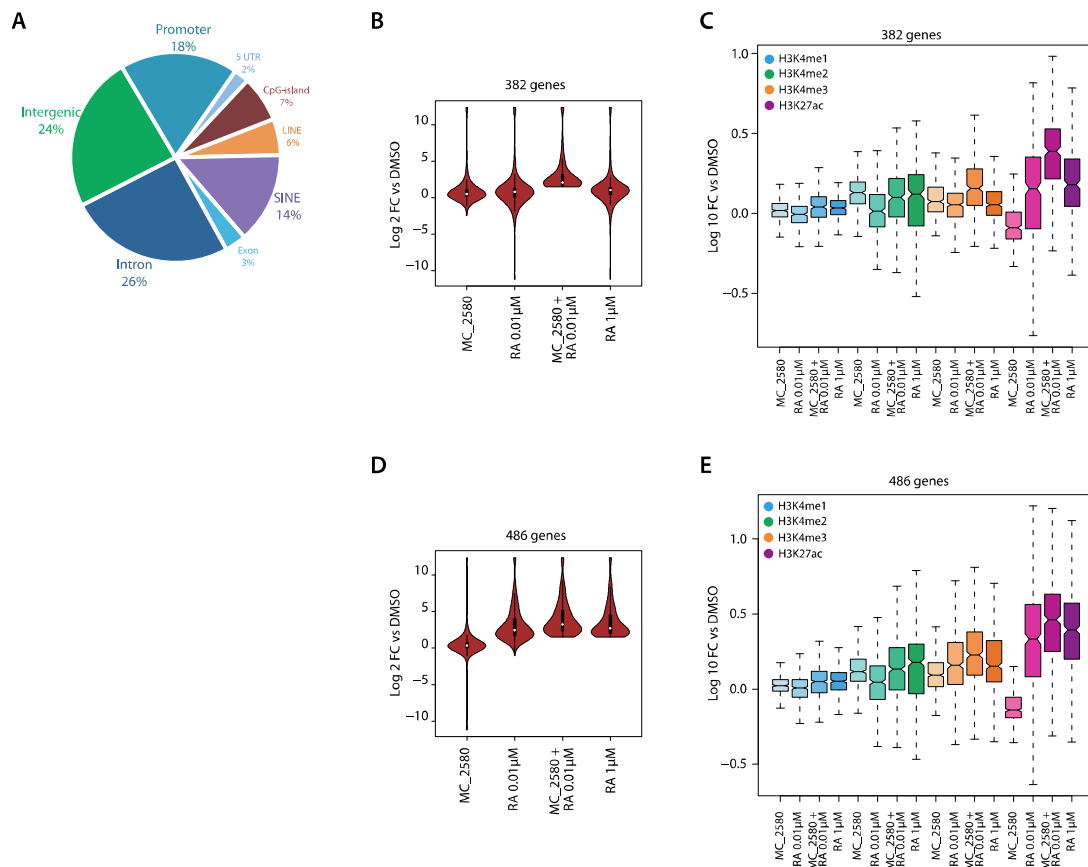 A
Promoter
18%
5 UTR
2%
CpG-island
7%
LINE
6%
SINE
14%
Exon
3%
Intron
26%
Intergenic
24%
B
382 genes
Log 2 FC vs DMSO
10
5
0
−5
−10
MC_2580
RA 0.01µM
MC_2580 +
RA 0.01µM
RA 1µM
C
382 genes
H3K4me1
H3K4me2
H3K4me3
H3K27ac
Log 10 FC vs DMSO
1.0
0.5
0.0
−0.5
MC_2580
RA 0.01µM
MC_2580 +
RA 0.01µM
RA 1µM
MC_2580
RA 0.01µM
MC_2580 +
RA 0.01µM
RA 1µM
MC_2580
RA 0.01µM
MC_2580 +
RA 0.01µM
RA 1µM
MC_2580
RA 0.01µM
MC_2580 +
RA 0.01µM
RA 1µM
D
486 genes
Log 2 FC vs DMSO
10
5
0
−5
−10
MC_2580
RA 0.01µM
MC_2580 +
RA 0.01µM
RA 1µM
E
486 genes
H3K4me1
H3K4me2
H3K4me3
H3K27ac
Log 10 FC vs DMSO
1.0
0.5
0.0
−0.5
MC_2580
RA 0.01µM
MC_2580 +
RA 0.01µM
RA 1µM
MC_2580
RA 0.01µM
MC_2580 +
RA 0.01µM
RA 1µM
MC_2580
RA 0.01µM
MC_2580 +
RA 0.01µM
RA 1µM
MC_2580
RA 0.01µM
MC_2580 +
RA 0.01µM
RA 1µM